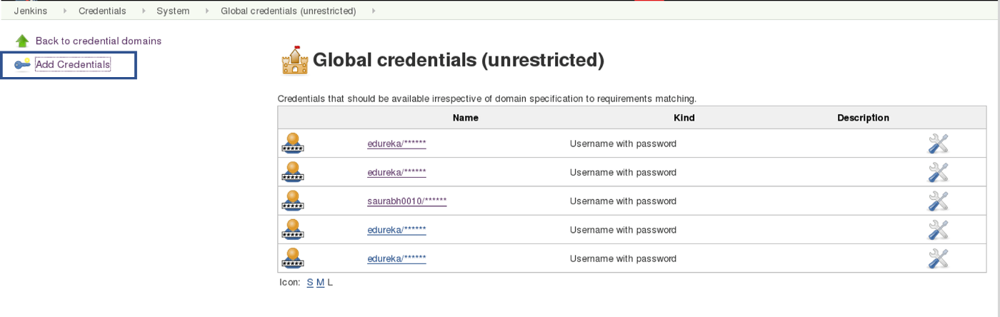 Jenkins Credentials System Global credentials (unrestricted)
Back to credential domains
Add Credentials
Global credentials (unrestricted)
Credentials that should be available irrespective of domain specification to requirements matching.
Name Kind Description
edureka/****** Username with password
edureka/****** Username with password
saurabh0010/****** Username with password
edureka/****** Username with password
edureka/****** Username with password
Icon: S M L